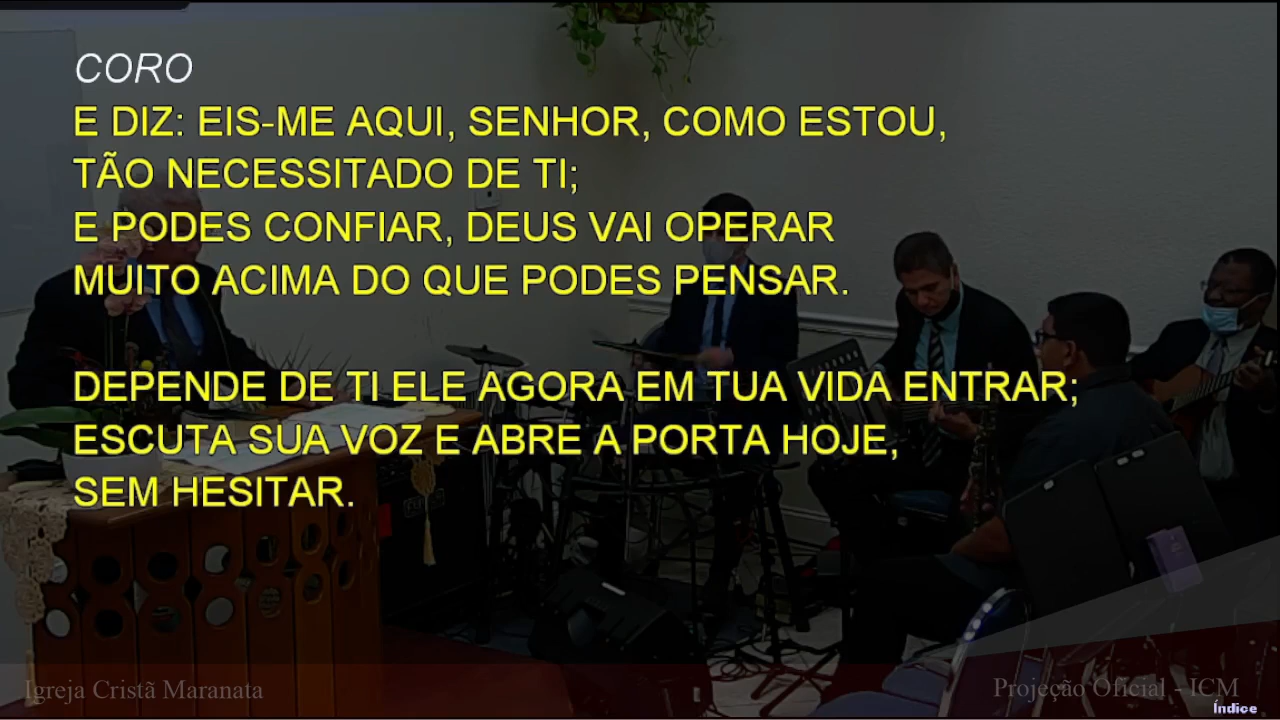 CORO
E DIZ: EIS-ME AQUI, SENHOR, COMO ESTOU,
TÃO NECESSITADO DE TI;
E PODES CONFIAR, DEUS VAI OPERAR
MUITO ACIMA DO QUE PODES PENSAR.
DEPENDE DE TI ELE AGORA EM TUA VIDA ENTRAR;
ESCUTA SUA VOZ E ABRE A PORTA HOJE,
SEM HESITAR.
Igreja Cristã Maranata
Projeção Oficial - ICM
Índice